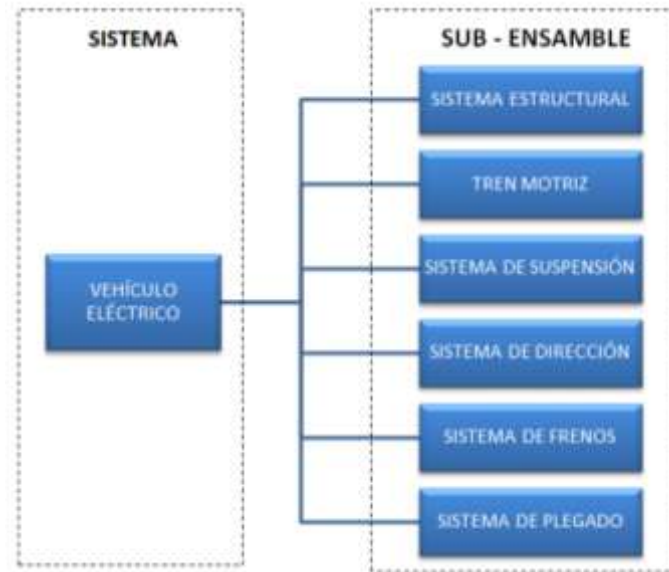 SISTEMA
SUB - ENSAMBLE
VEHÍCULO
ELÉCTRICO
SISTEMA ESTRUCTURAL
TREN MOTRIZ
SISTEMA DE SUSPENSIÓN
SISTEMA DE DIRECCIÓN
SISTEMA DE FRENOS
SISTEMA DE PLEGADO